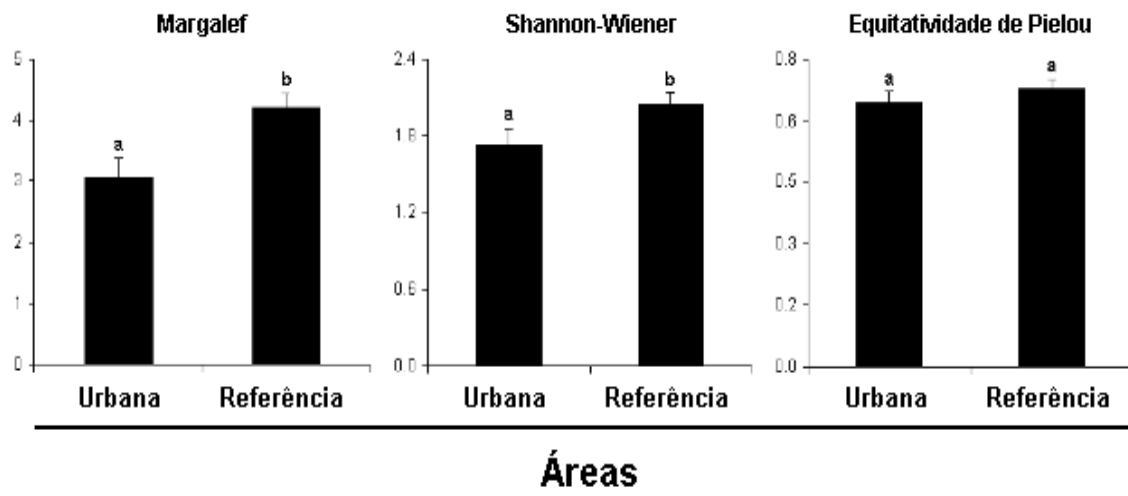 Margalef
Shannon-Wiener
Equitatividade de Pielou
5
4
3
2
1
0
a
b
Urbana
Referência
2.4
1.8
1.2
0.6
0.0
a
b
Urbana
Referência
0.8
0.6
0.5
0.3
0.2
0.0
a
a
Urbana
Referência
Áreas